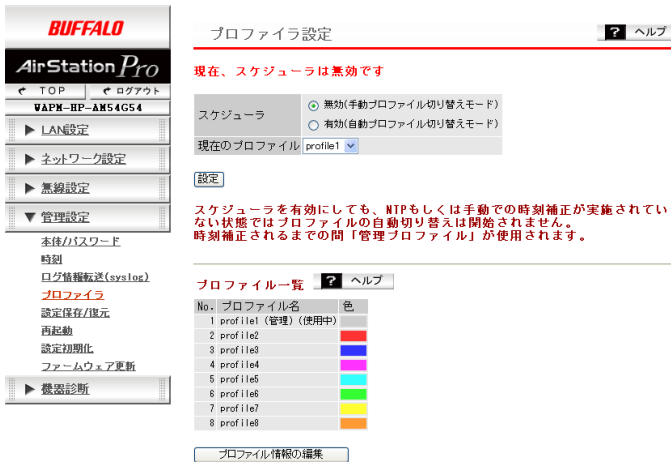 BUFFALO
AirStation Pro
TOP ログアウト
WAPM-HP-AM54G54
▶ LAN設定
▶ ネットワーク設定
▶ 無線設定
▼ 管理設定
本体/パスワード
時刻
ログ情報転送(syslog)
プロファイラ
設定保存/復元
再起動
設定初期化
ファームウェア更新
▶ 機器診断
プロファイラ設定
? ヘルプ
現在、スケジューラは無効です
スケジューラ
無効(手動プロファイル切り替えモード)
有効(自動プロファイル切り替えモード)
現在のプロファイル profile1
設定
スケジューラを有効にしても、NTPもしくは手動での時刻補正が実施されてい
ない状態ではプロファイルの自動切り替えは開始されません。
時刻補正されるまでの間「管理プロファイル」が使用されます。
プロファイル一覧 ? ヘルプ
No. プロファイル名 色
1 profile1 (管理) (使用中)
2 profile2
3 profile3
4 profile4
5 profile5
6 profile6
7 profile7
8 profile8
プロファイル情報の編集